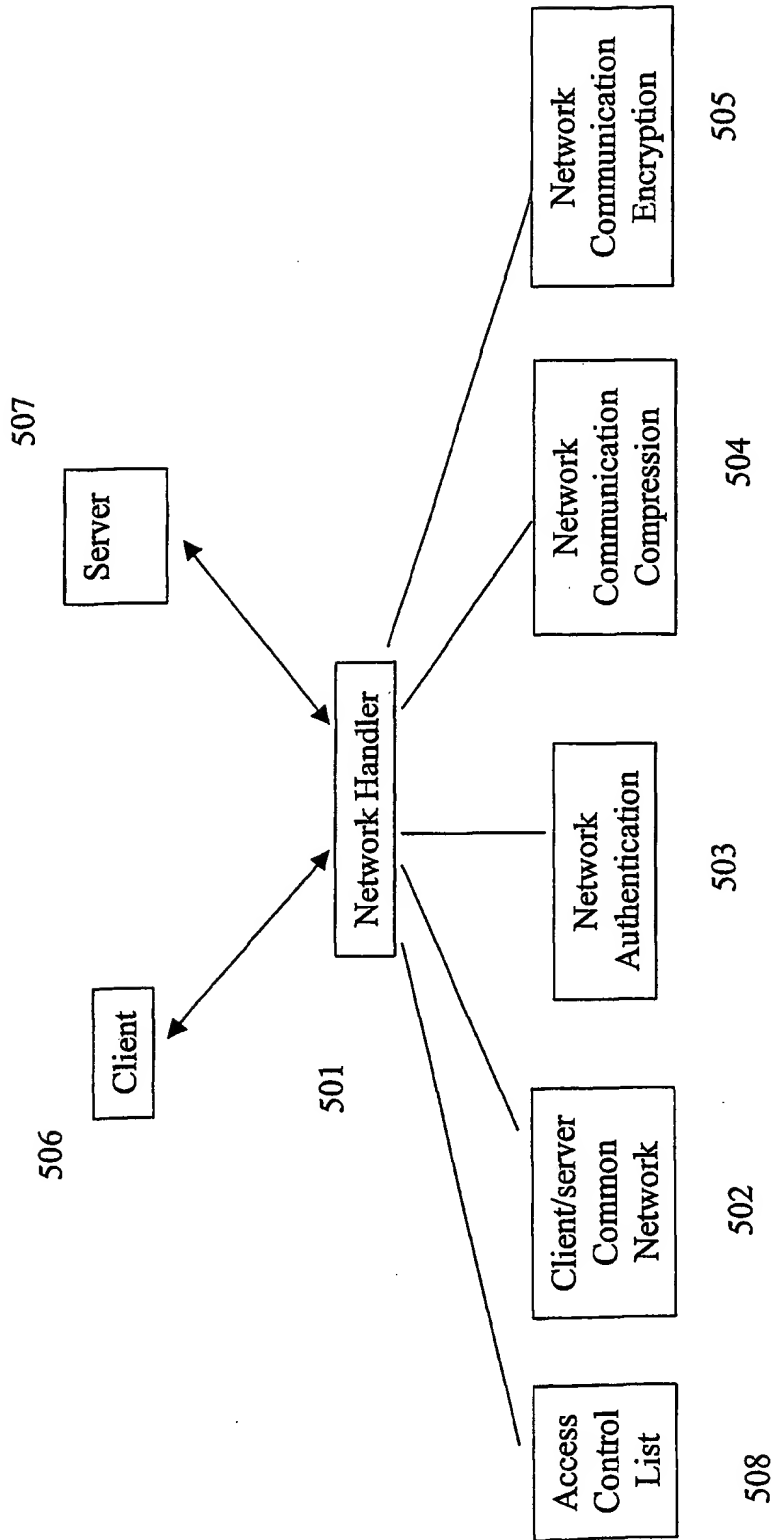 507
Server
506
Client
501
Network Handler
Access
Control
List
508
Client/server
Common
Network
502
Network
Authentication
503
Network
Communication
Compression
504
Network
Communication
Encryption
505